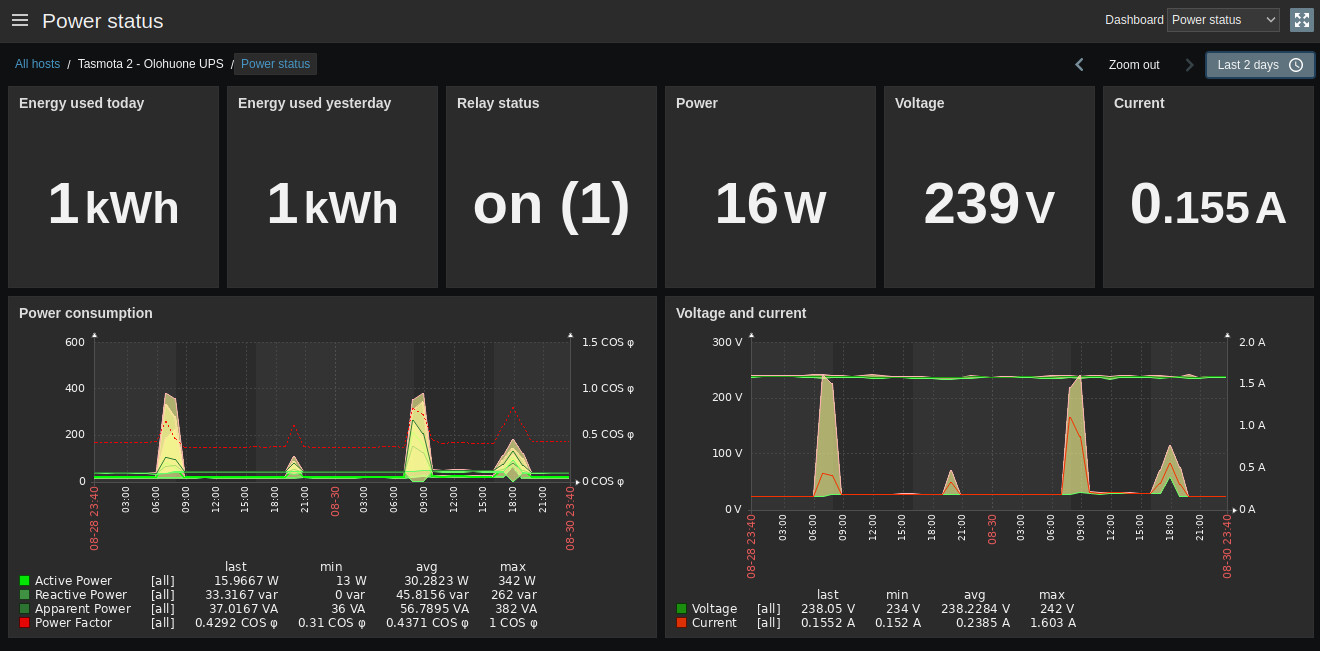 Power status
Dashboard Power status
All hosts / Tasmota 2 - Olohuone UPS / Power status
Zoom out
Last 2 days
Energy used today
1 kWh
Energy used yesterday
1 kWh
Relay status
on (1)
Power
16 W
Voltage
239 V
Current
0.155 A
Power consumption
600 1.5 COS φ
400 1.0 COS φ
200 0.5 COS φ
0 0 COS φ
08-28 23:40 03:00 06:00 09:00 12:00 15:00 18:00 21:00 08-30 03:00 06:00 09:00 12:00 15:00 18:00 21:00 08-30 23:40
last min avg max
Active Power [all] 15.9667 W 13 W 30.2823 W 342 W
Reactive Power [all] 33.3167 var 0 var 45.8156 var 262 var
Apparent Power [all] 37.0167 VA 36 VA 56.7895 VA 382 VA
Power Factor [all] 0.4292 COS φ 0.31 COS φ 0.4371 COS φ 1 COS φ
Voltage and current
300 V 2.0 A
1.5 A
200 V
1.0 A
100 V
0.5 A
0 V 0 A
08-28 23:40 03:00 06:00 09:00 12:00 15:00 18:00 21:00 08-30 03:00 06:00 09:00 12:00 15:00 18:00 21:00 08-30 23:40
last min avg max
Voltage [all] 238.05 V 234 V 238.2284 V 242 V
Current [all] 0.1552 A 0.152 A 0.2385 A 1.603 A